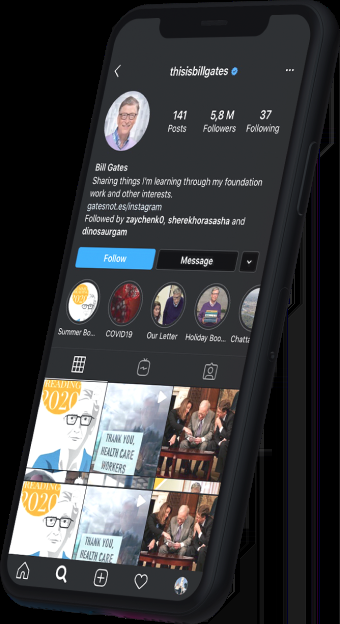 thisisbillgates
141
5,8 M
37
Posts
Followers
Following
Bill Gates
Sharing things I'm learning through my foundation
work and other interests.
gatesnot.es/instagram
Followed by zaychenk0, sherekhorasasha and
dinosaurgam
Follow
Message
Summer Bo...
COVID19
Our Letter
Holiday Boo...
Chatta
READING
2020
THANK YOU,
HEALTH CARE
WORKERS
READING
2020
THANK YOU,
HEALTH CARE